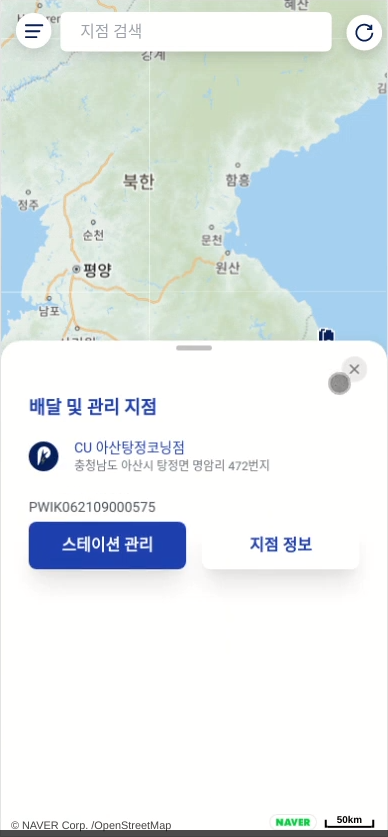 혜산
지점 검색
강계
북한
함흥
정주
순천
문천
평양
원산
남포
배달 및 관리 지점
CU 아산탕정코닝점
충청남도 아산시 탕정면 명암리 472번지
PWIK062109000575
스테이션 관리
지점 정보
© NAVER Corp. /OpenStreetMap
NAVER
50km